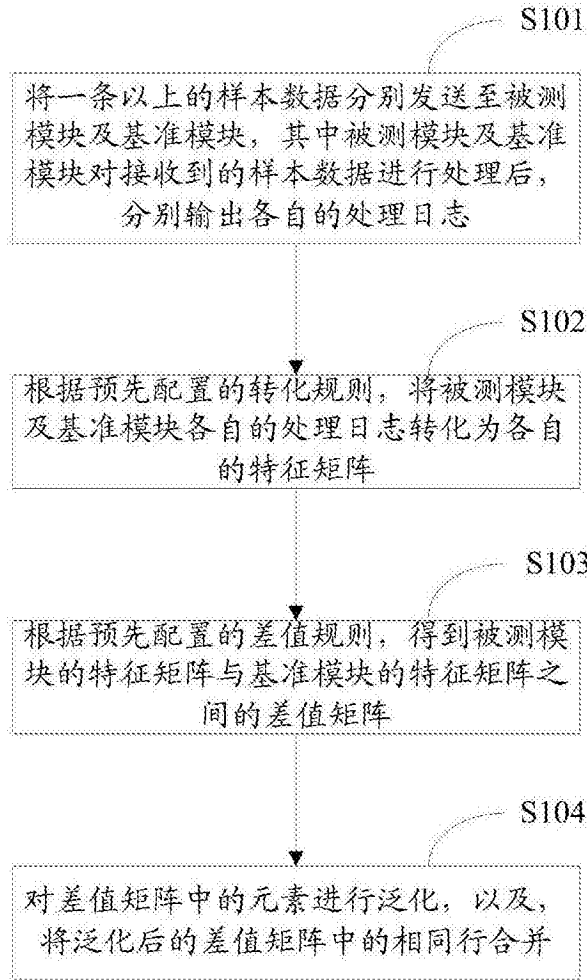 S101
将一条以上的样本数据分别发送至被测
模块及基准模块，其中被测模块及基准
模块对接收到的样本数据进行处理后，
分别输出各自的处理日志
S102
根据预先配置的转化规则，将被测模块
及基准模块各自的处理日志转化为各自
的特征矩阵
S103
根据预先配置的差值规则，得到被测模
块的特征矩阵与基准模块的特征矩阵之
间的差值矩阵
S104
对差值矩阵中的元素进行泛化，以及，
将泛化后的差值矩阵中的相同行合并